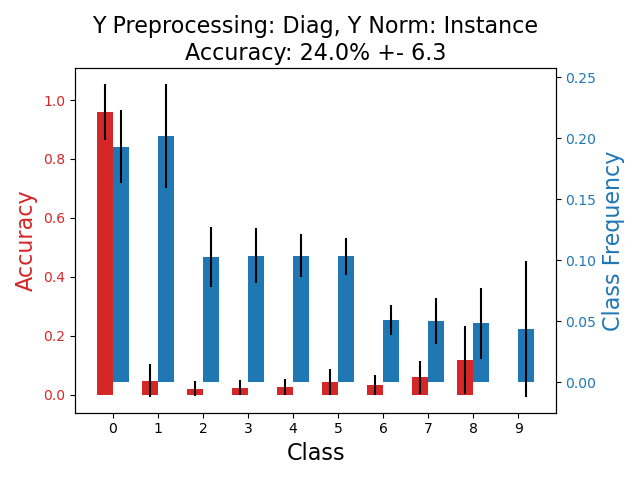 Y Preprocessing: Diag, Y Norm: Instance
Accuracy: 24.0% +- 6.3
1.0
0.8
0.6
0.4
0.2
0.0
Accuracy
0.25
0.20
0.15
0.10
0.05
0.00
Class Frequency
0 1 2 3 4 5 6 7 8 9
Class